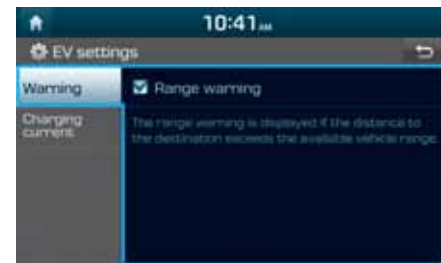 10:41 AM
EV settings
Warning
Range warning
Charging
current
The range warning is displayed if the distance to
the destination exceeds the available vehicle range.